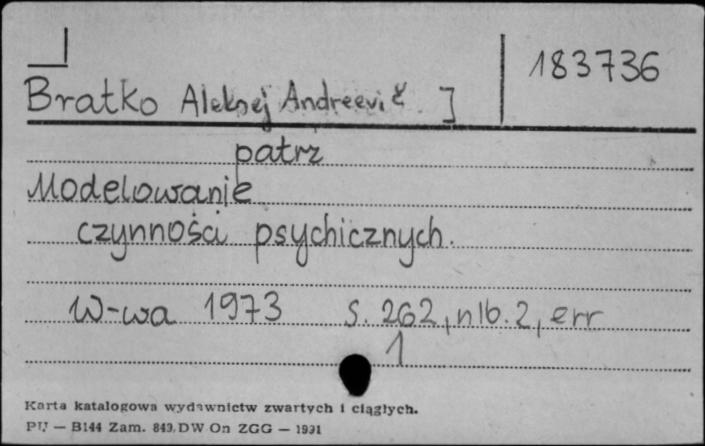 183736
Bratko Aleksej Andreevič ]
patrz
Modelowanie
czynności psychicznych.
W-wa 1973 s. 262, nlb. 2, err
1
Karta katalogowa wydawnictw zwartych i ciągłych.
PU — B144 Zam. 849. DW On ZGG — 1991